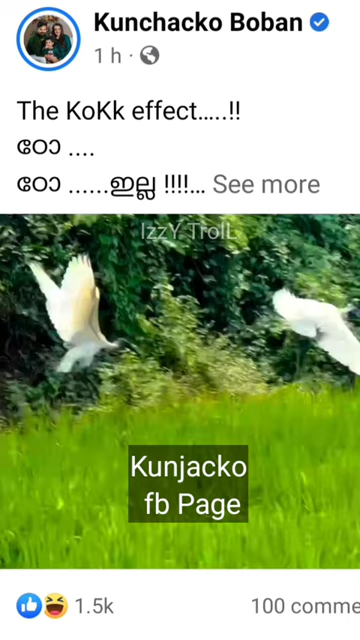 Kunchacko Boban
1 h ·
The KoKk effect.....!!
ഠോ ....
ഠോ ......ഇല്ല !!!!... See more
IzzY TrolL
Kunjacko
fb Page
1.5k
100 comme